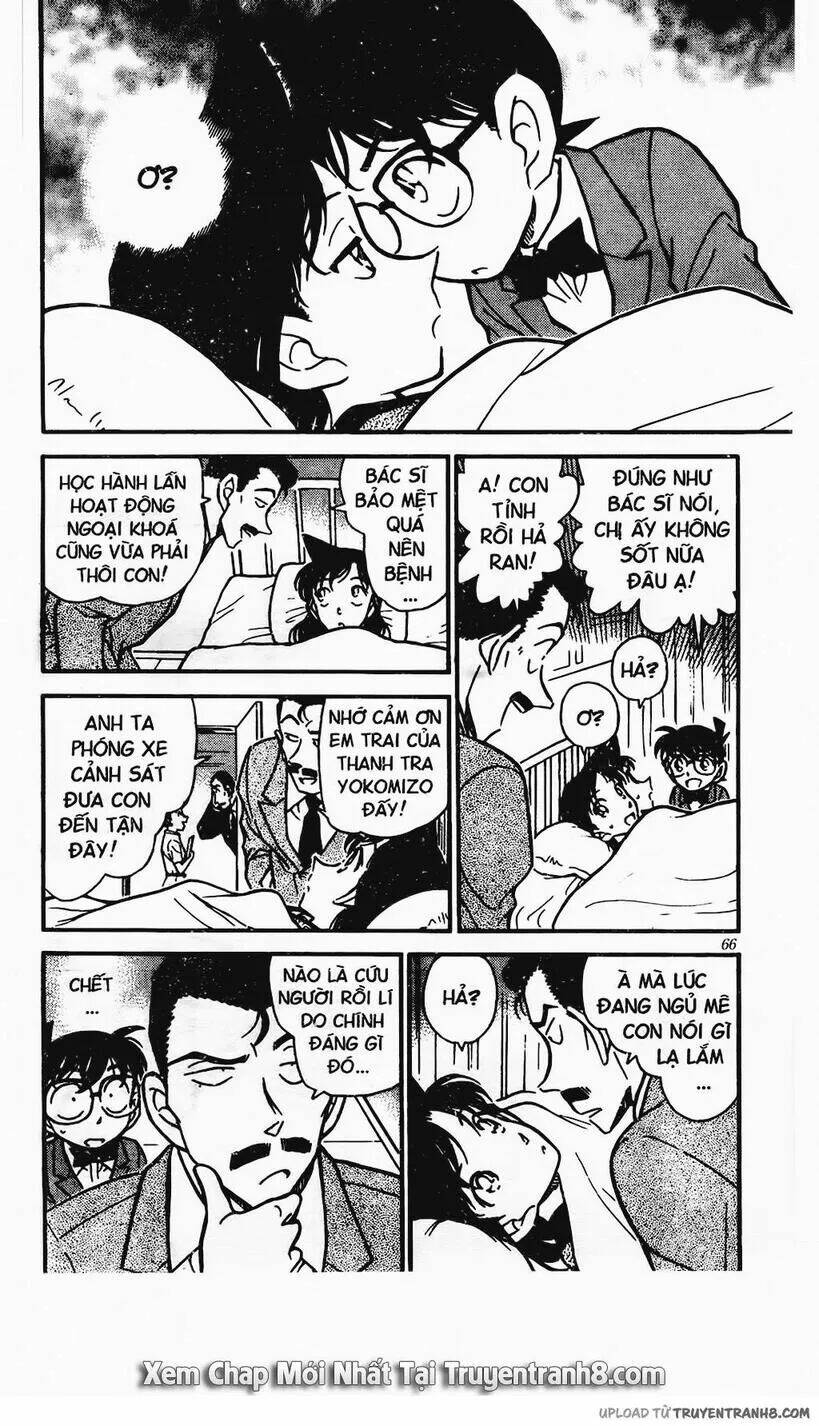 Ơ?
ĐÚNG NHƯ
BÁC SĨ NÓI,
CHỊ ẤY KHÔNG
SỐT NỮA
ĐÂU Ạ!
A! CON
TỈNH
RỒI HẢ
RAN!
HẢ?
Ơ?
BÁC SĨ
BẢO MỆT
QUÁ
NÊN
BỆNH
...
HỌC HÀNH LẤN
HOẠT ĐỘNG
NGOẠI KHOÁ
CŨNG VỪA PHẢI
THÔI CON!
NHỚ CẢM ƠN
EM TRAI CỦA
THANH TRA
YOKOMIZO
ĐẤY!
ANH TA
PHÓNG XE
CẢNH SÁT
ĐƯA CON
ĐẾN TẬN
ĐÂY!
66
À MÀ LÚC
ĐANG NGỦ MÊ
CON NÓI GÌ
LẠ LẮM
...
HẢ?
NÀO LÀ CỨU
NGƯỜI RỒI LÍ
DO CHÍNH
ĐÁNG GÌ
ĐÓ...
CHẾT
...
Xem Chap Mới Nhất Tại Truyentranh8.com
UPLOAD TỪ TRUYENTRANH8.COM